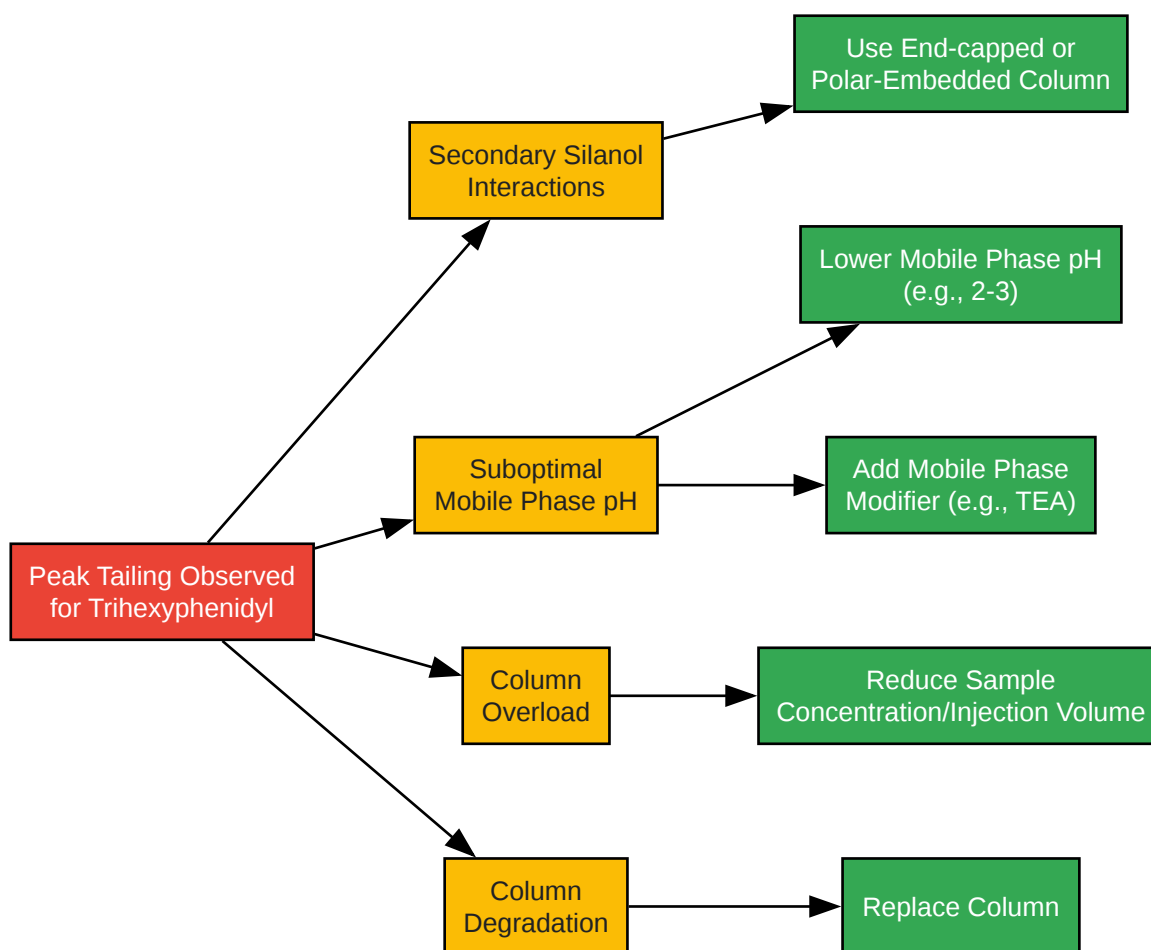 Use End-capped or
Polar-Embedded Column
Secondary Silanol
Interactions
Lower Mobile Phase pH
(e.g., 2-3)
Suboptimal
Mobile Phase pH
Add Mobile Phase
Modifier (e.g., TEA)
Peak Tailing Observed
for Trihexyphenidyl
Column
Overload
Reduce Sample
Concentration/Injection Volume
Column
Degradation
Replace Column